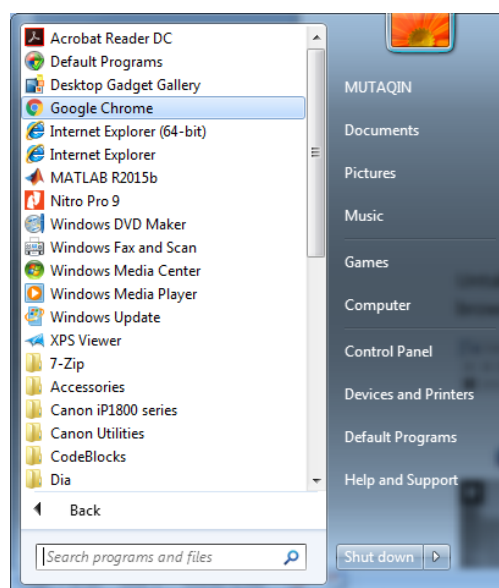 Acrobat Reader DC
Default Programs
Desktop Gadget Gallery
Google Chrome
Internet Explorer (64-bit)
Internet Explorer
MATLAB R2015b
Nitro Pro 9
Windows DVD Maker
Windows Fax and Scan
Windows Media Center
Windows Media Player
Windows Update
XPS Viewer
7-Zip
Accessories
Canon iP1800 series
Canon Utilities
CodeBlocks
Dia
Back
Search programs and files
MUTAQIN
Documents
Pictures
Music
Games
Computer
Control Panel
Devices and Printers
Default Programs
Help and Support
Shut down